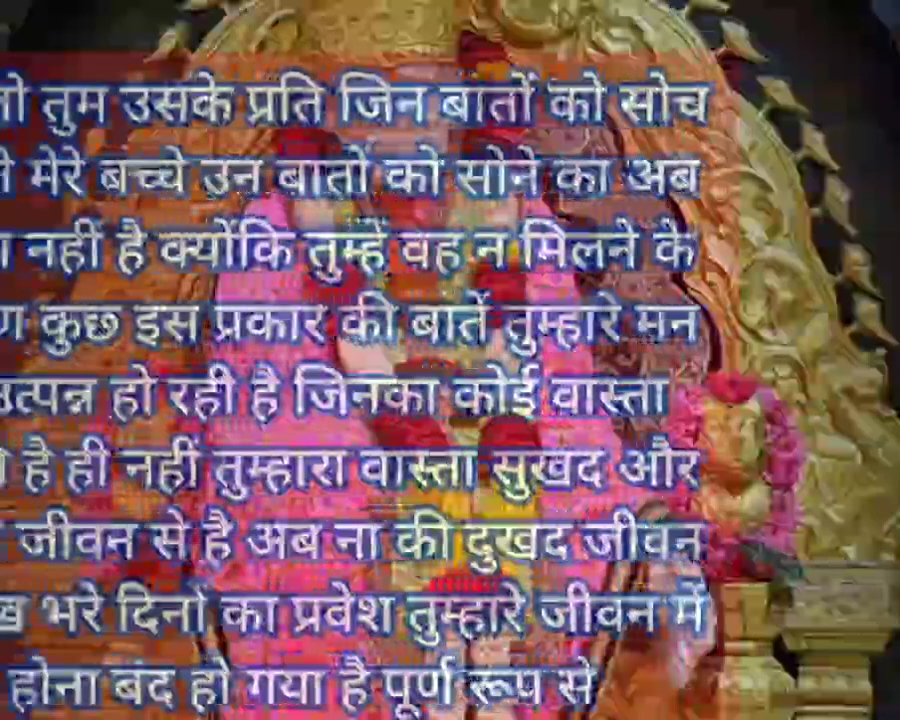 तुम उसके प्रति जिन बातों को सोच
मेरे बच्चे उन बातों को सोने का अब
नहीं है क्योंकि तुम्हें वह न मिलने के
कुछ इस प्रकार की बातें तुम्हारे मन
उत्पन्न हो रही है जिनका कोई वास्ता
है ही नहीं तुम्हारा वास्ता सुखद और
जीवन से है अब ना की दुखद जीवन
भरे दिनों का प्रवेश तुम्हारे जीवन में
होना बंद हो गया है पूर्ण रूप से